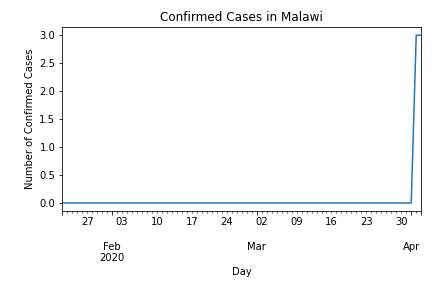 Confirmed Cases in Malawi
Number of Confirmed Cases
3.0
2.5
2.0
1.5
1.0
0.5
0.0
27 03 10 17 24 02 09 16 23 30
Feb Mar Apr
2020
Day